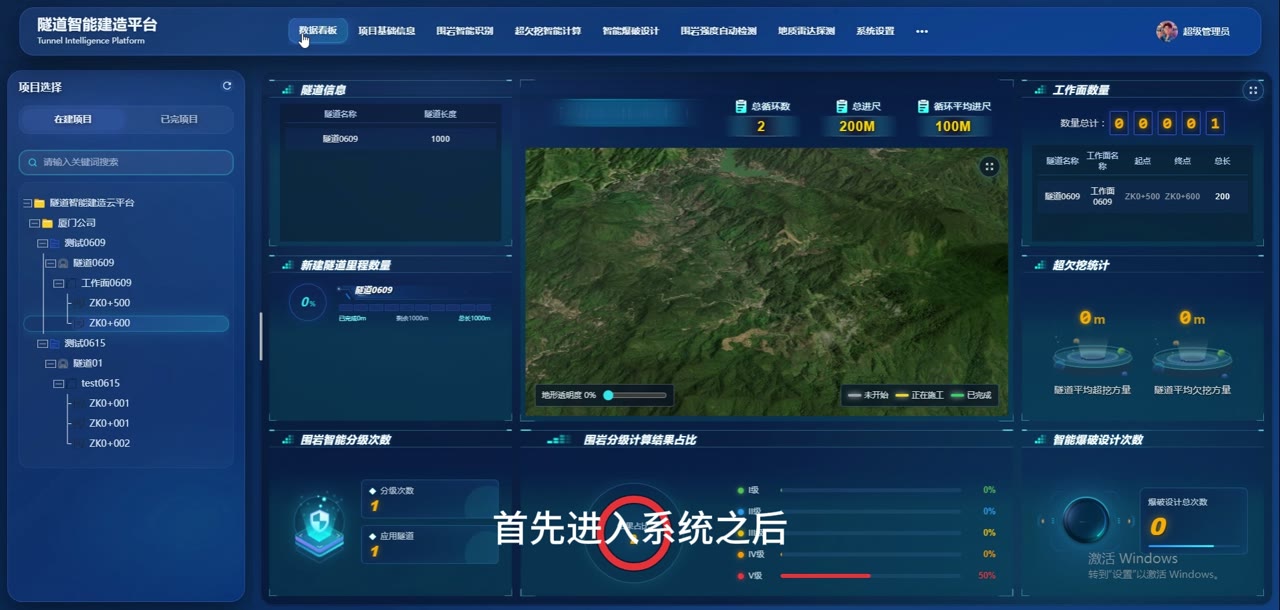 隧道智能建造平台
Tunnel Intelligence Platform
数据看板 项目基础信息 围岩智能识别 超欠挖智能计算 智能爆破设计 围岩强度自动检测 地质雷达探测 系统设置 •••
超级管理员
项目选择
在建项目 已完项目
请输入关键词搜索
隧道智能建造云平台
厦门公司
测试0609
隧道0609
工作面0609
ZK0+500
ZK0+600
测试0615
隧道01
test0615
ZK0+001
ZK0+001
ZK0+002
隧道信息
隧道名称 隧道长度
隧道0609 1000
新建隧道里程数量
0%
隧道0609
已完成0m 剩余1000m 总长1000m
围岩智能分级次数
分级次数
1
应用隧道
1
总循环数 总进尺 循环平均进尺
2 200M 100M
地形透明度 0%
未开始 正在施工 已完成
围岩分级计算结果占比
I级 0%
II级 0%
III级 0%
IV级 0%
V级 50%
首先进入系统之后
工作面数量
数量总计： 0 0 0 0 1
隧道名称 工作面名称 起点 终点 总长
隧道0609 工作面0609 ZK0+500 ZK0+600 200
超欠挖统计
0m 0m
隧道平均超挖方量 隧道平均欠挖方量
智能爆破设计次数
爆破设计总次数
0
激活 Windows
转到“设置”以激活 Windows。